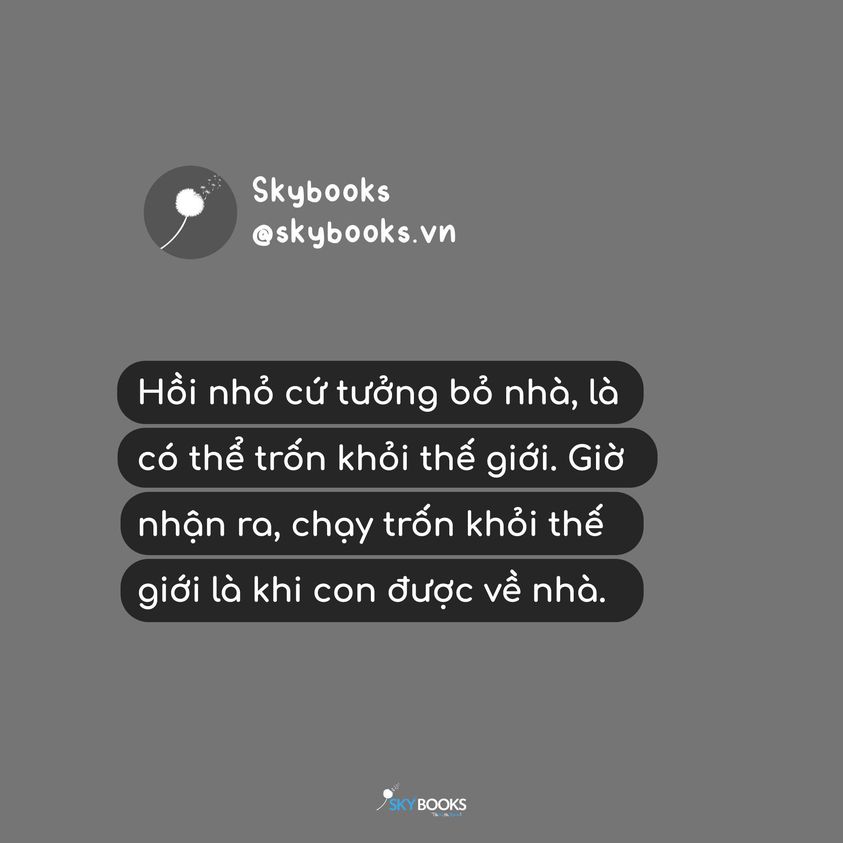 Skybooks
@skybooks.vn
Hồi nhỏ cứ tưởng bỏ nhà, là
có thể trốn khỏi thế giới. Giờ
nhận ra, chạy trốn khỏi thế
giới là khi con được về nhà.
SKYBOOKS